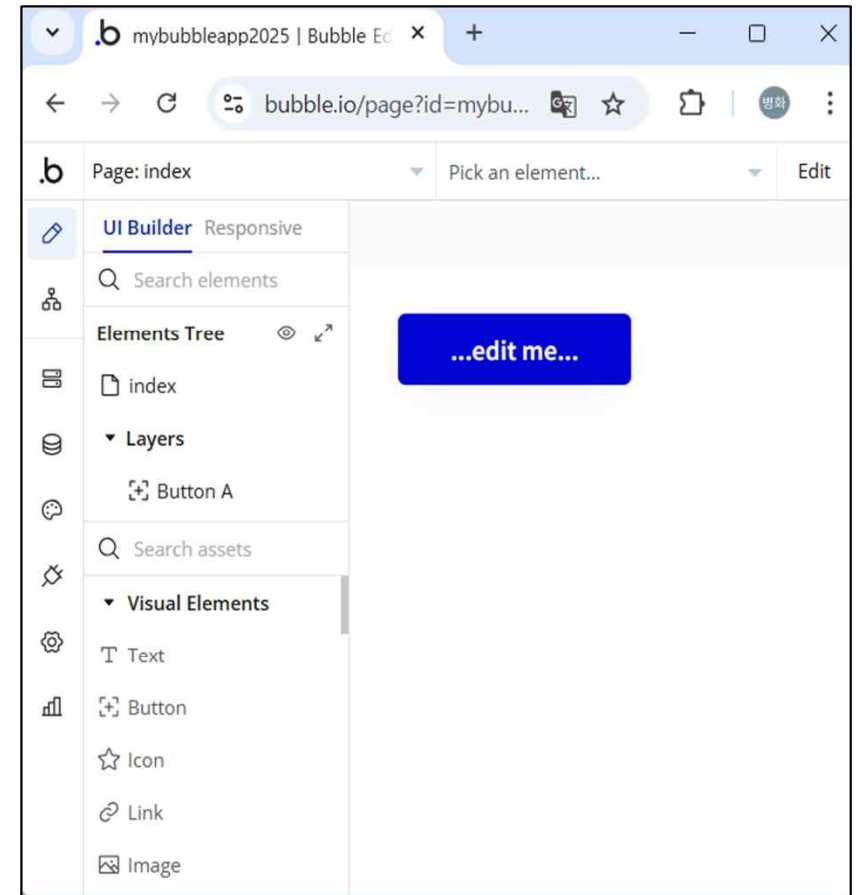 .b mybubbleapp2025 | Bubble Ed
bubble.io/page?id=mybu...
병화
.b Page: index Pick an element... Edit
UI Builder Responsive
Search elements
Elements Tree
index
Layers
Button A
...edit me...
Search assets
Visual Elements
Text
Button
Icon
Link
Image